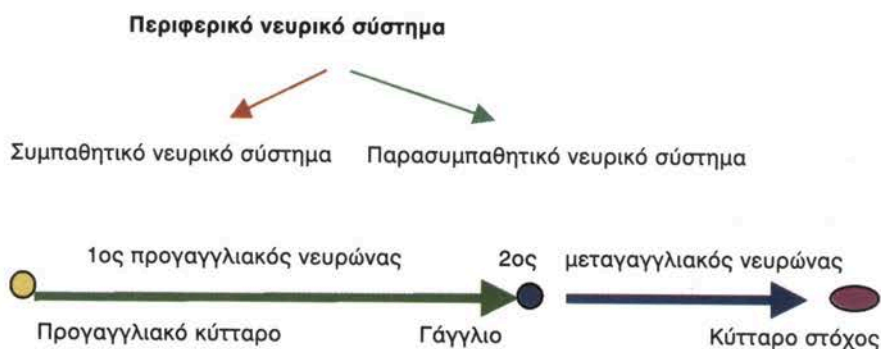 Περιφερικό νευρικό σύστημα
Συμπαθητικό νευρικό σύστημα Παρασυμπαθητικό νευρικό σύστημα
1ος προγαγγλιακός νευρώνας 2ος μεταγαγγλιακός νευρώνας
Προγαγγλιακό κύτταρο Γάγγλιο Κύτταρο στόχος